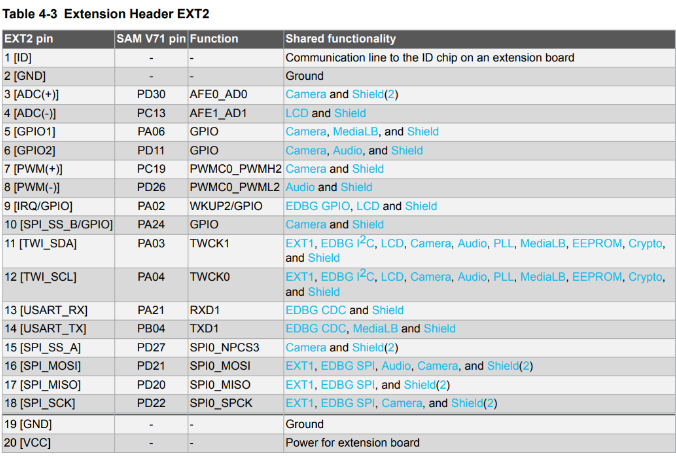 Table 4-3 Extension Header EXT2
EXT2 pin SAM V71 pin Function Shared functionality
1 [ID] - - Communication line to the ID chip on an extension board
2 [GND] - - Ground
3 [ADC(+)] PD30 AFE0_AD0 Camera and Shield(2)
4 [ADC(-)] PC13 AFE1_AD1 LCD and Shield
5 [GPIO1] PA06 GPIO Camera, MediaLB, and Shield
6 [GPIO2] PD11 GPIO Camera, Audio, and Shield
7 [PWM(+)] PC19 PWMC0_PWMH2 Camera and Shield
8 [PWM(-)] PD26 PWMC0_PWML2 Audio and Shield
9 [IRQ/GPIO] PA02 WKUP2/GPIO EDBG GPIO, LCD and Shield
10 [SPI_SS_B/GPIO] PA24 GPIO Camera and Shield
11 [TWI_SDA] PA03 TWCK1 EXT1, EDBG I2C, LCD, Camera, Audio, PLL, MediaLB, EEPROM, Crypto,
and Shield
12 [TWI_SCL] PA04 TWCK0 EXT1, EDBG I2C, LCD, Camera, Audio, PLL, MediaLB, EEPROM, Crypto,
and Shield
13 [USART_RX] PA21 RXD1 EDBG CDC and Shield
14 [USART_TX] PB04 TXD1 EDBG CDC, MediaLB and Shield
15 [SPI_SS_A] PD27 SPI0_NPCS3 Camera and Shield(2)
16 [SPI_MOSI] PD21 SPI0_MOSI EXT1, EDBG SPI, Audio, Camera, and Shield(2)
17 [SPI_MISO] PD20 SPI0_MISO EXT1, EDBG SPI, and Shield(2)
18 [SPI_SCK] PD22 SPI0_SPCK EXT1, EDBG SPI, Camera, and Shield(2)
19 [GND] - - Ground
20 [VCC] - - Power for extension board